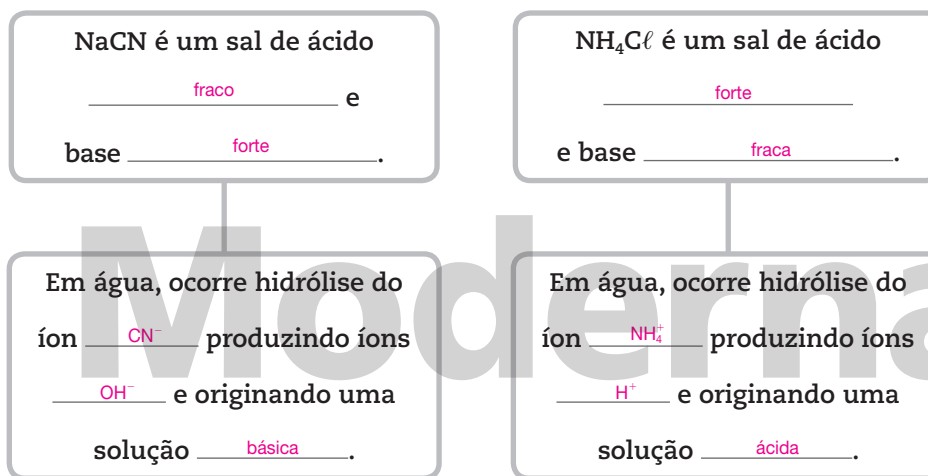 NaCN é um sal de ácido
fraco e
base forte.
Em água, ocorre hidrólise do
íon CN⁻ produzindo íons
OH⁻ e originando uma
solução básica.
NH₄Cℓ é um sal de ácido
forte
e base fraca.
Em água, ocorre hidrólise do
íon NH₄⁺ produzindo íons
H⁺ e originando uma
solução ácida.
Moderna